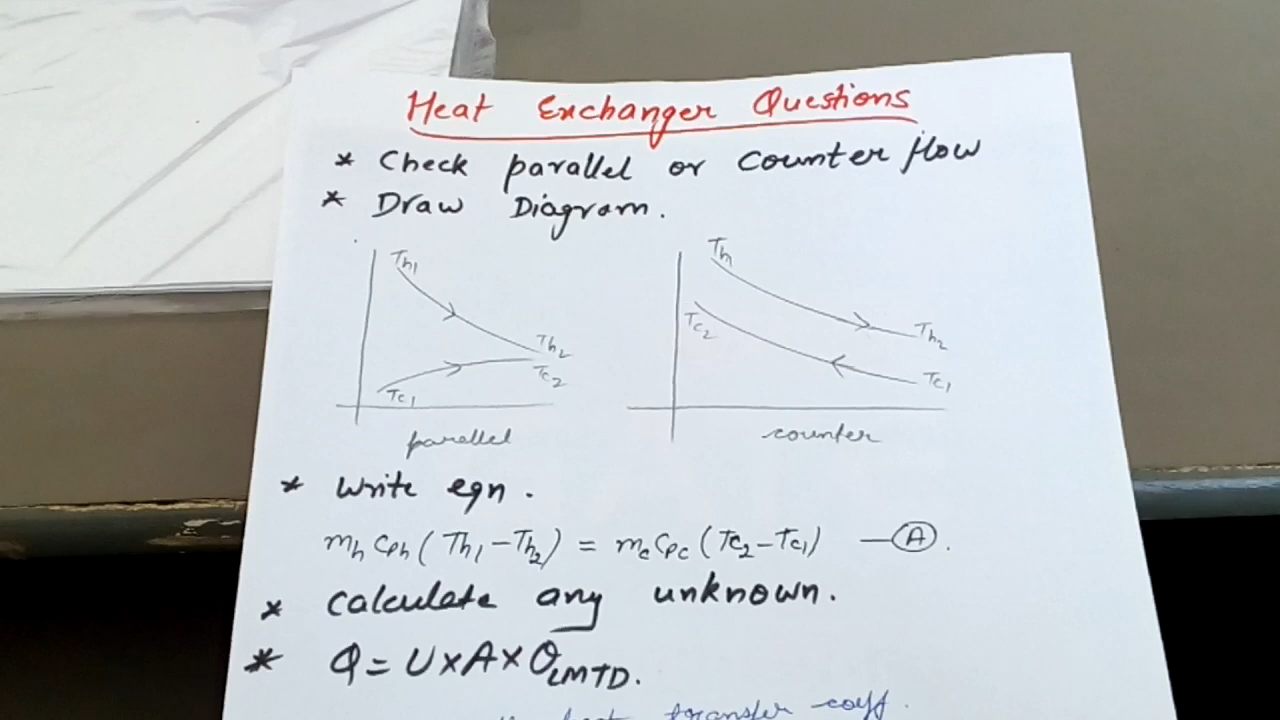 Heat Exchanger Questions
* Check parallel or counter flow
* Draw Diagram.
Th1
Th2
Tc2
Tc1
parallel
Th
Tc2
Th2
Tc1
counter
* Write eqn.
mh Cph (Th1-Th2) = mc Cpc (Tc2-Tc1) — A.
* Calculate any unknown.
* Q = U×A×θLMTD.
heat transfer coeff.